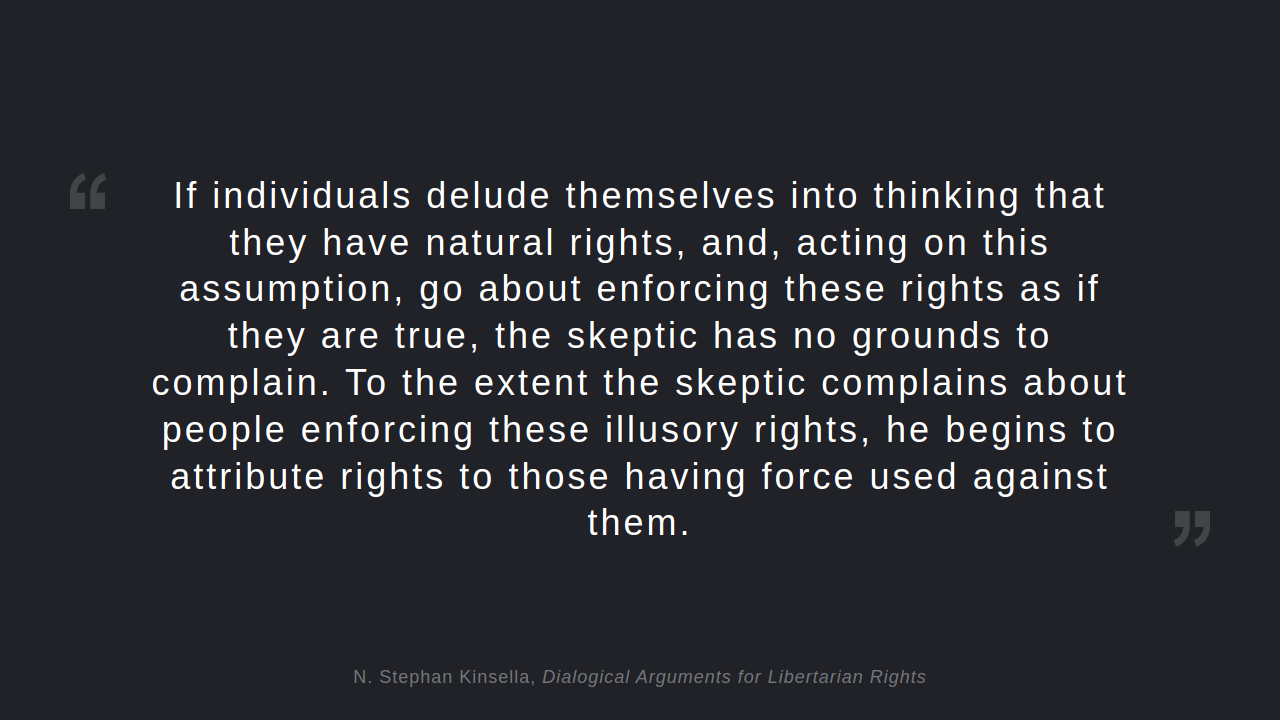 “
If individuals delude themselves into thinking that
they have natural rights, and, acting on this
assumption, go about enforcing these rights as if
they are true, the skeptic has no grounds to
complain. To the extent the skeptic complains about
people enforcing these illusory rights, he begins to
attribute rights to those having force used against
them.
”
N. Stephan Kinsella, Dialogical Arguments for Libertarian Rights